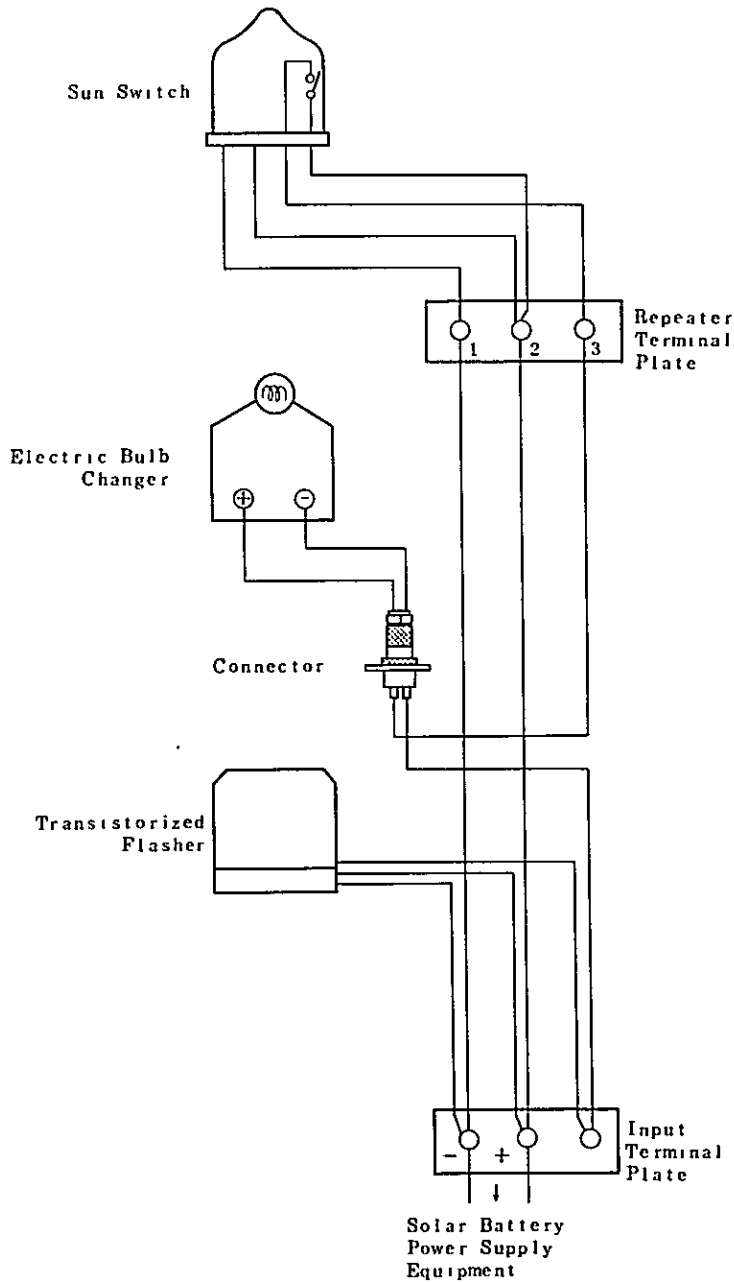 Sun Switch
Repeater
Terminal
Plate
1 2 3
Electric Bulb
Changer
+ -
Connector
Transistorized
Flasher
Input
Terminal
Plate
- +
↓
Solar Battery
Power Supply
Equipment